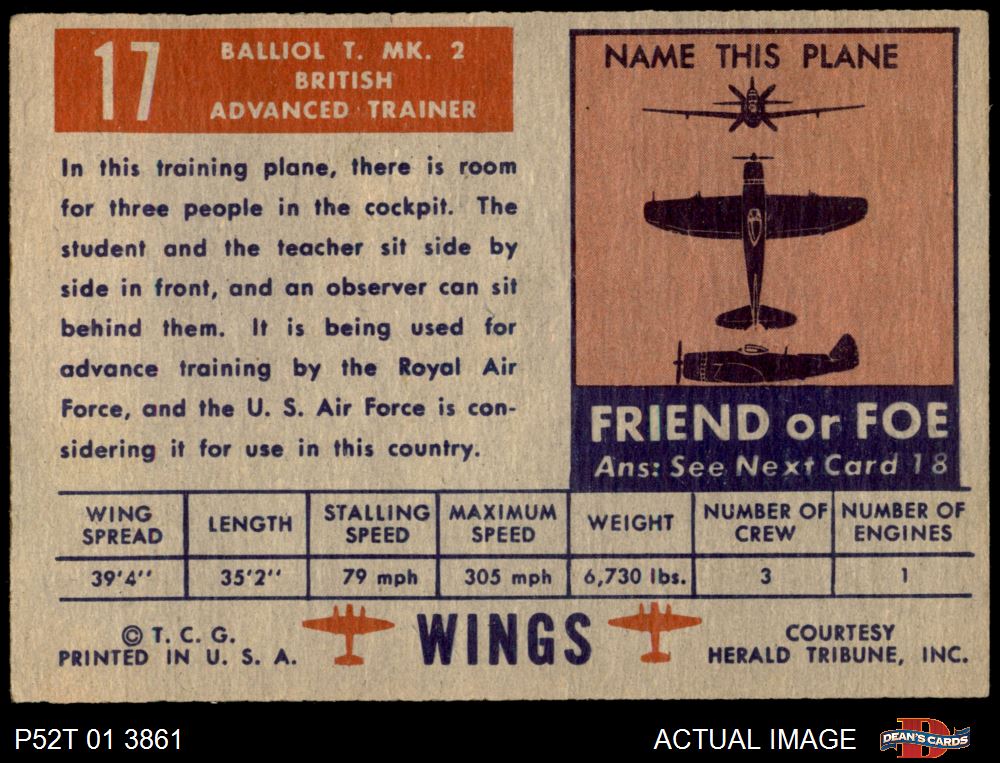 17
BALLIOL T. MK. 2
BRITISH
ADVANCED TRAINER
In this training plane, there is room
for three people in the cockpit. The
student and the teacher sit side by
side in front, and an observer can sit
behind them. It is being used for
advance training by the Royal Air
Force, and the U. S. Air Force is con-
sidering it for use in this country.
NAME THIS PLANE
FRIEND or FOE
Ans: See Next Card 18
WING SPREAD LENGTH STALLING SPEED MAXIMUM SPEED WEIGHT NUMBER OF CREW NUMBER OF ENGINES
39'4" 35'2" 79 mph 305 mph 6,730 lbs. 3 1
© T. C. G.
PRINTED IN U. S. A.
WINGS
COURTESY
HERALD TRIBUNE, INC.
P52T 01 3861
ACTUAL IMAGE
D
DEAN'S CARDS